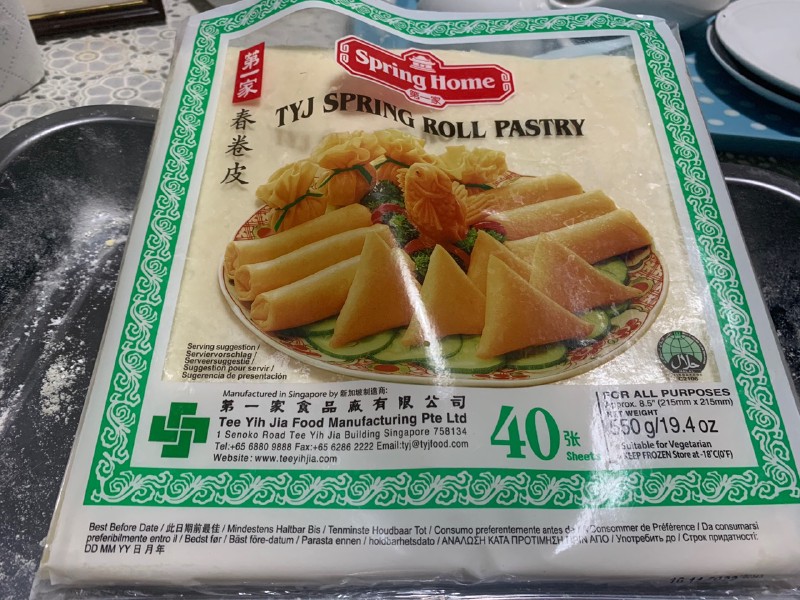 第一家
春卷皮
Spring Home
第一家
TYJ SPRING ROLL PASTRY
Serving suggestion /
Serviervorschlag /
Serveersuggestie /
Suggestion pour servir /
Sugerencia de presentación
Manufactured in Singapore by 新加坡制造商:
第一家食品廠有限公司
Tee Yih Jia Food Manufacturing Pte Ltd
1 Senoko Road Tee Yih Jia Building Singapore 758134
Tel:+65 6880 9888 Fax:+65 6286 2222 Email:tyj@tyjfood.com
Website: www.teeyihjia.com
40张
Sheets
FOR ALL PURPOSES
Approx. 8.5" (215mm x 215mm)
NET WEIGHT
550 g/19.4 oz
Suitable for Vegetarian
KEEP FROZEN Store at -18°C(0°F)
Best Before Date / 此日期前最佳 / Mindestens Haltbar Bis / Tenminste Houdbaar Tot / Consumo preferentemente antes de / A Consommer de Préférence / Da consumarsi
preferibilmente entro il / Bedst før / Bäst före-datum / Parasta ennen / holdbarhetsdato / ΑΝΑΛΩΣΗ ΚΑΤΑ ΠΡΟΤΙΜΗΣΗ ΠΡΙΝ ΑΠΟ / Употребить до / Срок придатности:
DD MM YY 日 月 年